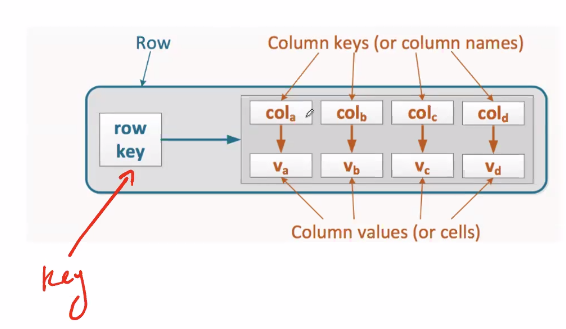 Row
Column keys (or column names)
row
key
col_a
col_b
col_c
col_d
v_a
v_b
v_c
v_d
Column values (or cells)
key